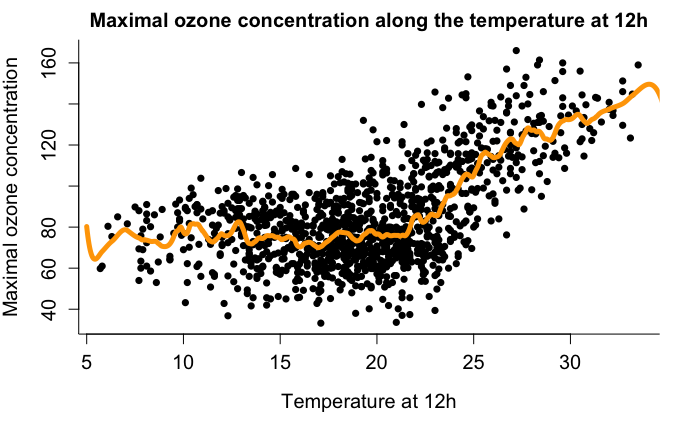 Maximal ozone concentration along the temperature at 12h
Maximal ozone concentration
160
120
80
60
40
5 10 15 20 25 30
Temperature at 12h